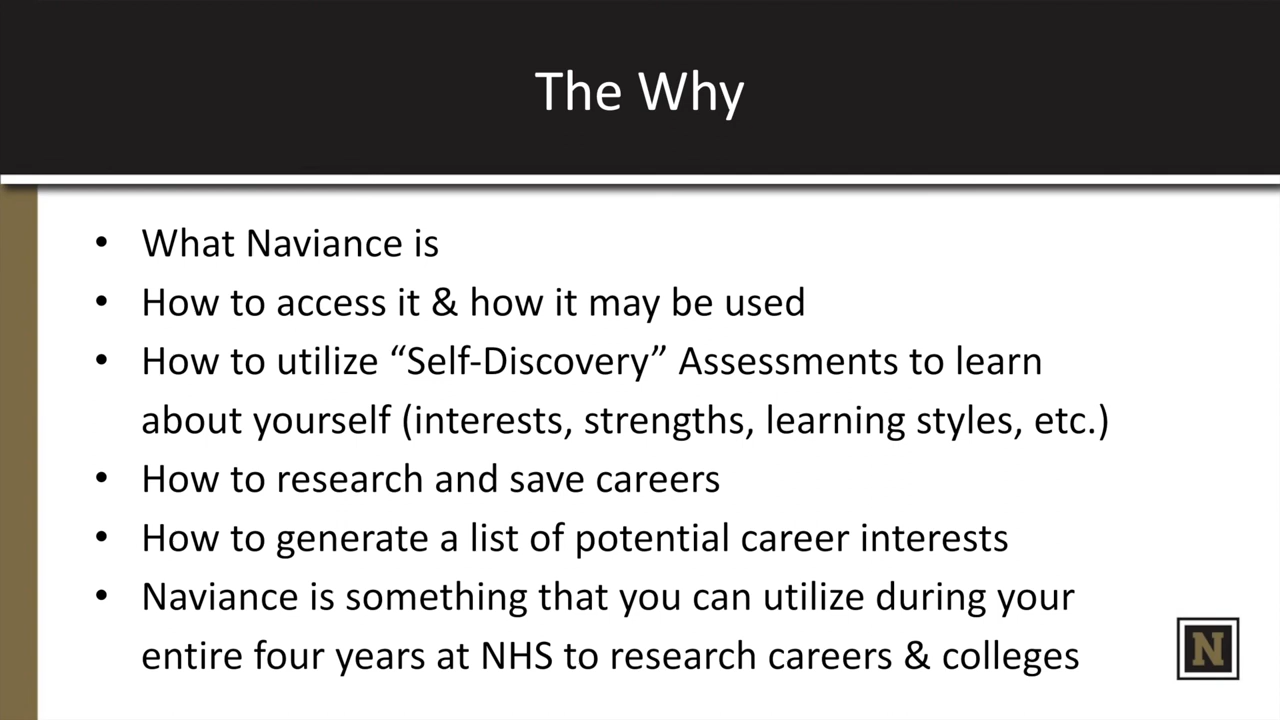 The Why
• What Naviance is
• How to access it & how it may be used
• How to utilize “Self-Discovery” Assessments to learn
about yourself (interests, strengths, learning styles, etc.)
• How to research and save careers
• How to generate a list of potential career interests
• Naviance is something that you can utilize during your
entire four years at NHS to research careers & colleges
N